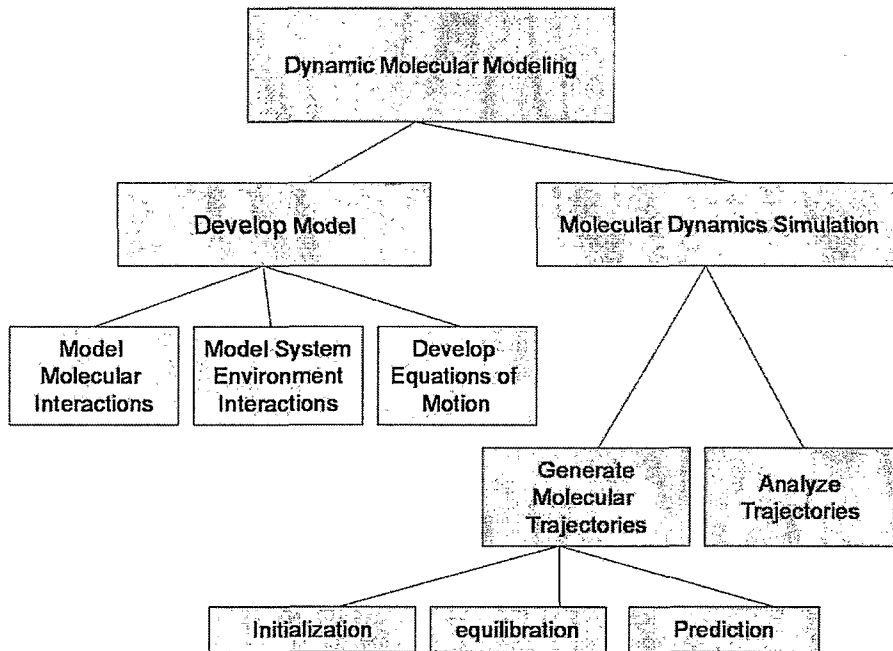 Dynamic Molecular Modeling
Develop Model
Molecular Dynamics Simulation
Model
Molecular
Interactions
Model System
Environment
Interactions
Develop
Equations of
Motion
Generate
Molecular
Trajectories
Analyze
Trajectories
Initialization
equilibration
Prediction